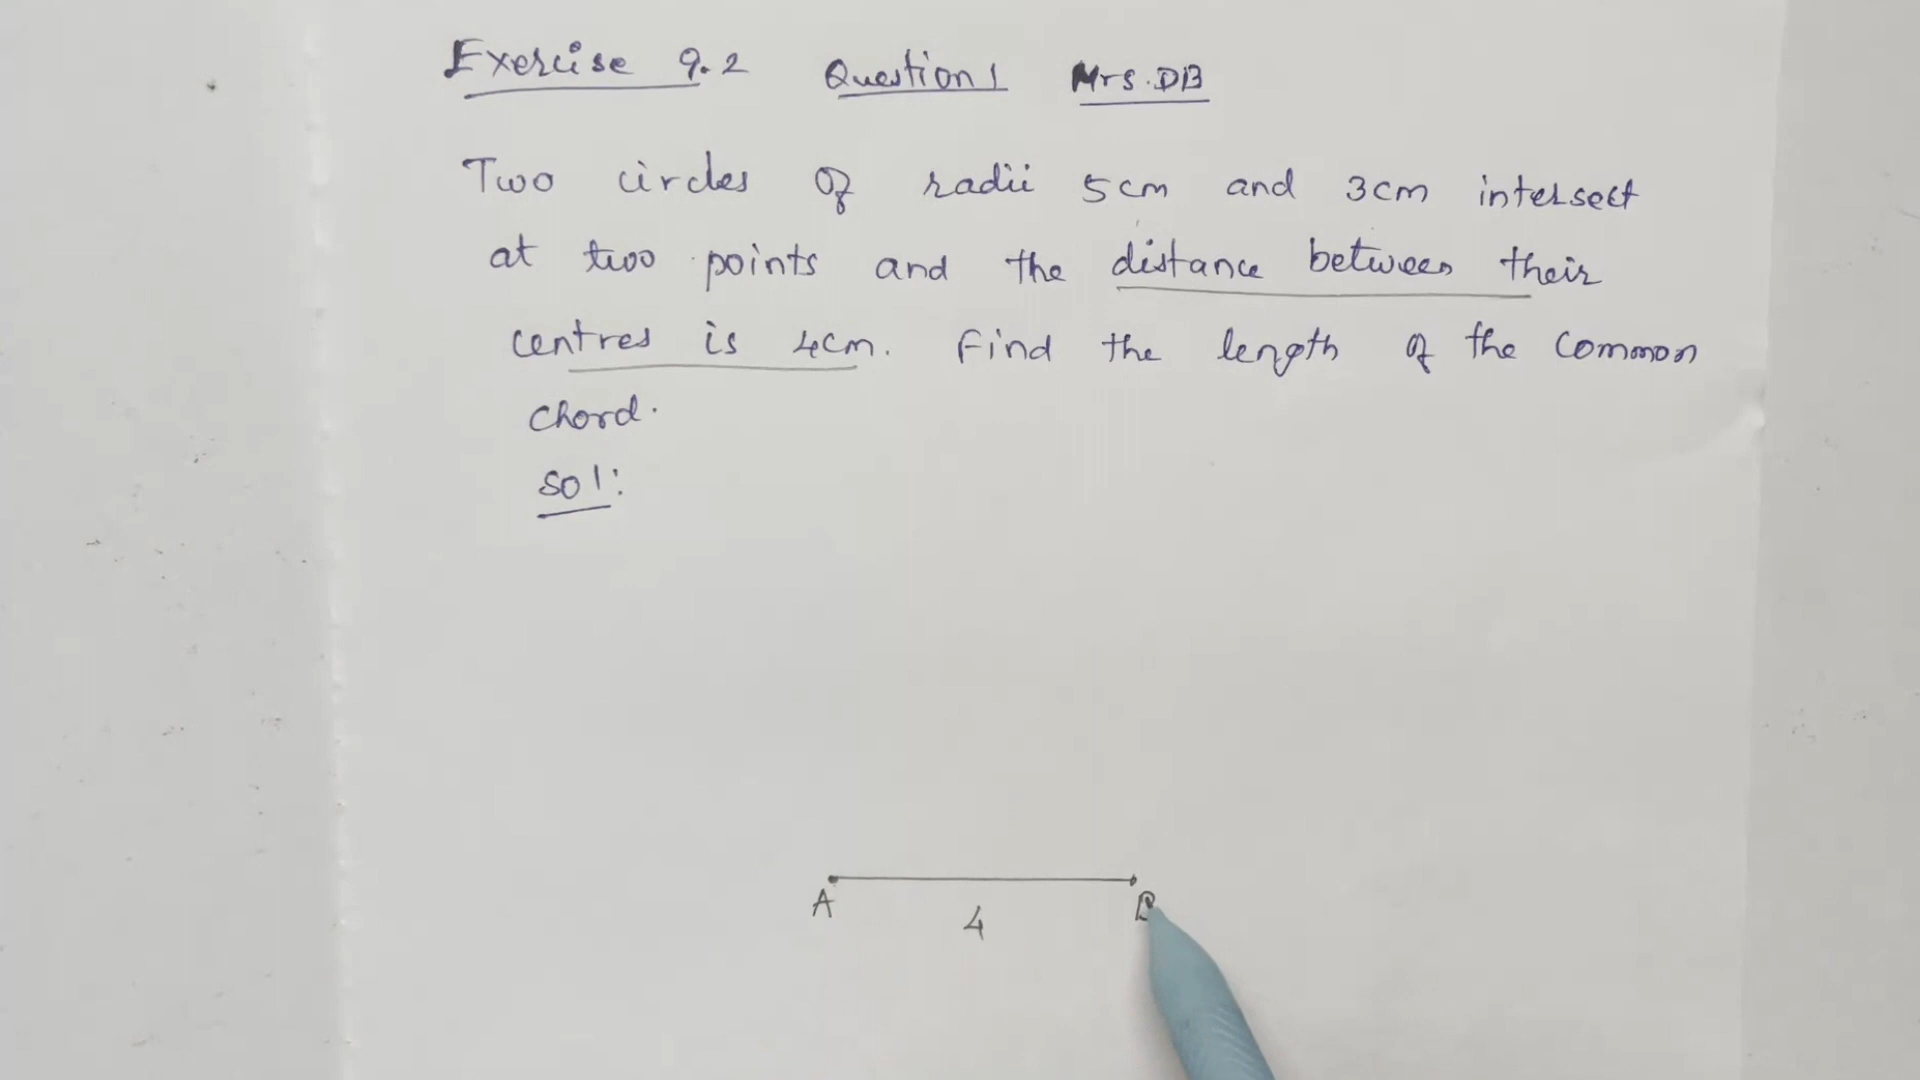 Exercise 9.2 Question 1 Mrs. DB
Two circles of radii 5cm and 3cm intersect
at two points and the distance between their
centres is 4cm. Find the length of the common
chord.
Sol:
A B
4